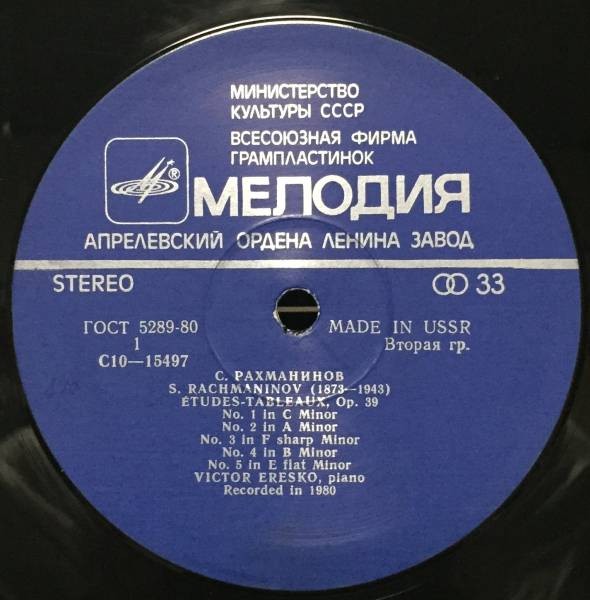 МИНИСТЕРСТВО
КУЛЬТУРЫ СССР
ВСЕСОЮЗНАЯ ФИРМА
ГРАМПЛАСТИНОК
®
МЕЛОДИЯ
АПРЕЛЕВСКИЙ ОРДЕНА ЛЕНИНА ЗАВОД
STEREO 33
ГОСТ 5289-80 MADE IN USSR
1 Вторая гр.
С10—15497
С. РАХМАНИНОВ
S. RACHMANINOV (1873—1943)
ÉTUDES-TABLEAUX, Op. 39
No. 1 in C Minor
No. 2 in A Minor
No. 3 in F sharp Minor
No. 4 in B Minor
No. 5 in E flat Minor
VICTOR ERESKO, piano
Recorded in 1980